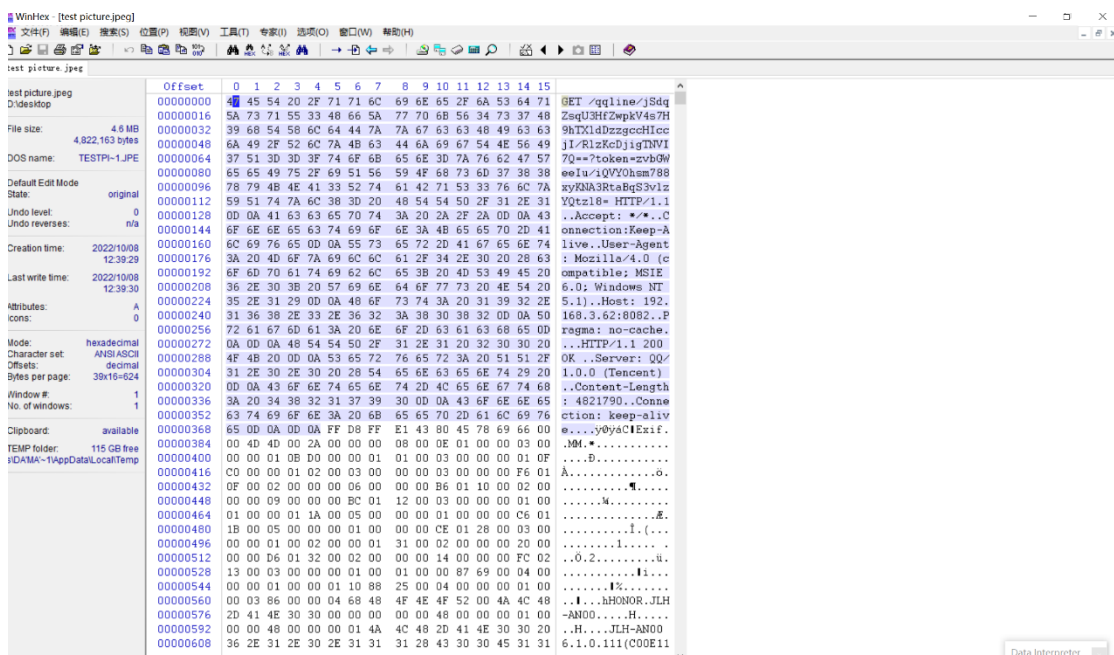 WinHex - [test picture.jpeg]
文件(F) 编辑(E) 搜索(S) 位置(P) 视图(V) 工具(T) 专家(I) 选项(O) 窗口(W) 帮助(H)
test picture.jpeg
test picture.jpeg
D:\desktop
File size: 4.6 MB
4,822,163 bytes
DOS name: TESTPI~1.JPE
Default Edit Mode
State: original
Undo level: 0
Undo reverses: n/a
Creation time: 2022/10/08
12:39:29
Last write time: 2022/10/08
12:39:30
Attributes: A
Icons: 0
Mode: hexadecimal
Character set: ANSI ASCII
Offsets: decimal
Bytes per page: 39x16=624
Window #: 1
No. of windows: 1
Clipboard: available
TEMP folder: 115 GB free
s\DA'MA'~1\AppData\Local\Temp
Offset 0 1 2 3 4 5 6 7 8 9 10 11 12 13 14 15
00000000 47 45 54 20 2F 71 71 6C 69 6E 65 2F 6A 53 64 71 GET /qqline/jSdq
00000016 5A 73 71 55 33 48 66 5A 77 70 6B 56 34 73 37 48 ZsqU3HfZwpkV4s7H
00000032 39 68 54 58 6C 64 44 7A 7A 67 63 63 48 49 63 63 9hTXldDzzgccHIcc
00000048 6A 49 2F 52 6C 7A 4B 63 44 6A 69 67 54 4E 56 49 jI/RlzKcDjigTNVI
00000064 37 51 3D 3D 3F 74 6F 6B 65 6E 3D 7A 76 62 47 57 7Q==?token=zvbGW
00000080 65 65 49 75 2F 69 51 56 59 4F 68 73 6D 37 38 38 eeIu/iQVYOhsm788
00000096 78 79 4B 4E 41 33 52 74 61 42 71 53 33 76 6C 7A xyKNA3RtaBqS3vlz
00000112 59 51 74 7A 6C 38 3D 20 48 54 54 50 2F 31 2E 31 YQtzl8= HTTP/1.1
00000128 0D 0A 41 63 63 65 70 74 3A 20 2A 2F 2A 0D 0A 43 ..Accept: */*..C
00000144 6F 6E 6E 65 63 74 69 6F 6E 3A 4B 65 65 70 2D 41 onnection:Keep-A
00000160 6C 69 76 65 0D 0A 55 73 65 72 2D 41 67 65 6E 74 live..User-Agent
00000176 3A 20 4D 6F 7A 69 6C 6C 61 2F 34 2E 30 20 28 63 : Mozilla/4.0 (c
00000192 6F 6D 70 61 74 69 62 6C 65 3B 20 4D 53 49 45 20 ompatible; MSIE
00000208 36 2E 30 3B 20 57 69 6E 64 6F 77 73 20 4E 54 20 6.0; Windows NT
00000224 35 2E 31 29 0D 0A 48 6F 73 74 3A 20 31 39 32 2E 5.1)..Host: 192.
00000240 31 36 38 2E 33 2E 36 32 3A 38 30 38 32 0D 0A 50 168.3.62:8082..P
00000256 72 61 67 6D 61 3A 20 6E 6F 2D 63 61 63 68 65 0D ragma: no-cache.
00000272 0A 0D 0A 48 54 54 50 2F 31 2E 31 20 32 30 30 20 ...HTTP/1.1 200
00000288 4F 4B 20 0D 0A 53 65 72 76 65 72 3A 20 51 51 2F OK ..Server: QQ/
00000304 31 2E 30 2E 30 20 28 54 65 6E 63 65 6E 74 29 20 1.0.0 (Tencent)
00000320 0D 0A 43 6F 6E 74 65 6E 74 2D 4C 65 6E 67 74 68 ..Content-Length
00000336 3A 20 34 38 32 31 37 39 30 0D 0A 43 6F 6E 6E 65 : 4821790..Conne
00000352 63 74 69 6F 6E 3A 20 6B 65 65 70 2D 61 6C 69 76 ction: keep-aliv
00000368 65 0D 0A 0D 0A FF D8 FF E1 43 80 45 78 69 66 00 e....ÿØÿáC Exif.
00000384 00 4D 4D 00 2A 00 00 00 08 00 0E 01 00 00 03 00 .MM.*...........
00000400 00 00 01 0B D0 00 00 01 01 00 03 00 00 00 01 0F ....Ð...........
00000416 C0 00 00 01 02 00 03 00 00 00 03 00 00 00 F6 01 À.............ö.
00000432 0F 00 02 00 00 00 06 00 00 00 B6 01 10 00 02 00 ..........¶.....
00000448 00 00 09 00 00 00 BC 01 12 00 03 00 00 00 01 00 ......¼.........
00000464 01 00 00 01 1A 00 05 00 00 00 01 00 00 00 C6 01 ..............Æ.
00000480 1B 00 05 00 00 00 01 00 00 00 CE 01 28 00 03 00 ..........Î.(...
00000496 00 00 01 00 02 00 00 01 31 00 02 00 00 00 20 00 ........1..... .
00000512 00 00 D6 01 32 00 02 00 00 00 14 00 00 00 FC 02 ..Ö.2.........ü.
00000528 13 00 03 00 00 00 01 00 01 00 00 87 69 00 04 00 ........... i...
00000544 00 00 01 00 00 01 10 88 25 00 04 00 00 00 01 00 ....... %.......
00000560 00 03 86 00 00 04 68 48 4F 4E 4F 52 00 4A 4C 48 .. ...hHONOR.JLH
00000576 2D 41 4E 30 30 00 00 00 00 00 48 00 00 00 01 00 -AN00.....H.....
00000592 00 00 48 00 00 00 01 4A 4C 48 2D 41 4E 30 30 20 ..H....JLH-AN00
00000608 36 2E 31 2E 30 2E 31 31 31 28 43 30 30 45 31 31 6.1.0.111(C00E11
Data Interpreter